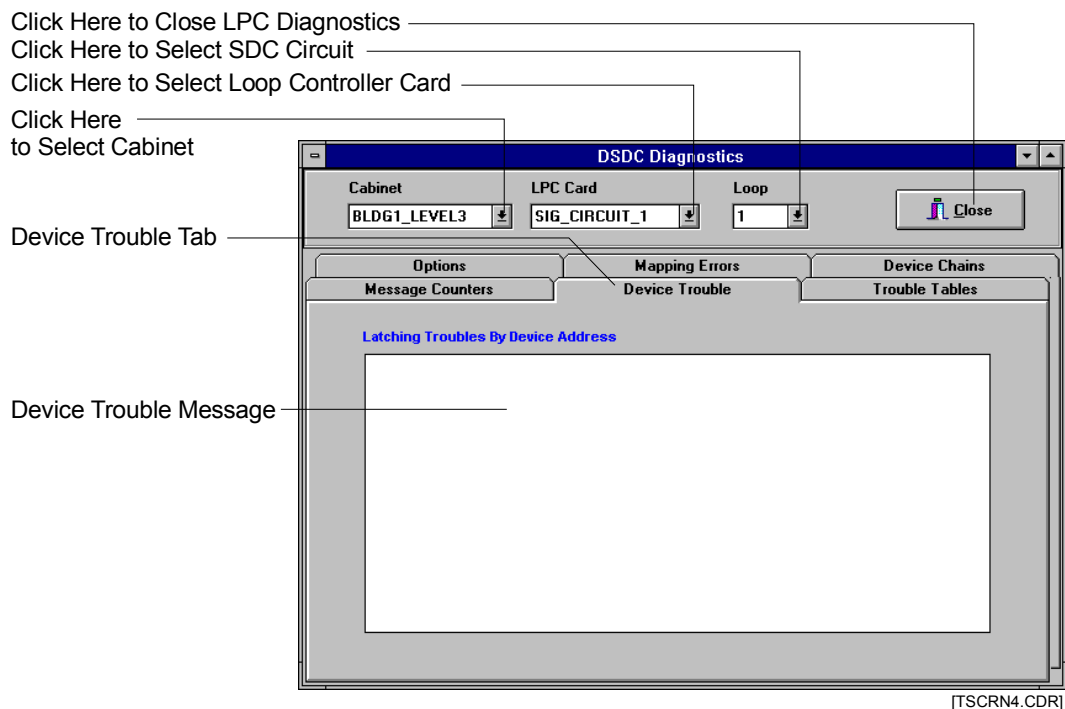 Click Here to Close LPC Diagnostics
Click Here to Select SDC Circuit
Click Here to Select Loop Controller Card
Click Here
to Select Cabinet
DSDC Diagnostics
Cabinet
LPC Card
Loop
BLDG1_LEVEL3
SIG_CIRCUIT_1
1
Close
Device Trouble Tab
Options
Mapping Errors
Device Chains
Message Counters
Device Trouble
Trouble Tables
Latching Troubles By Device Address
Device Trouble Message
[TSCRN4.CDR]